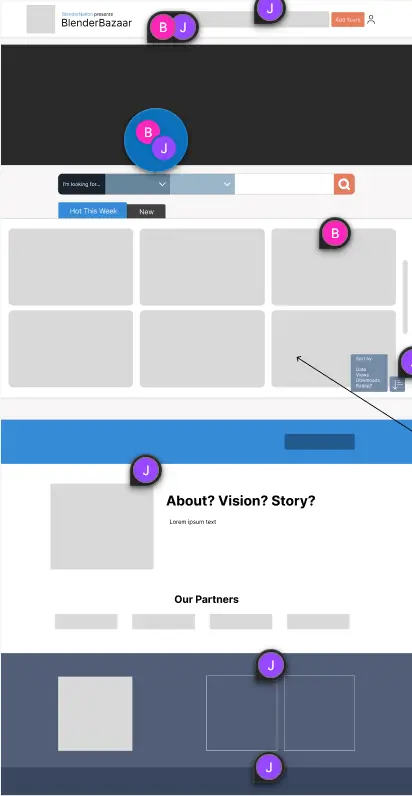 BlenderNation presents
BlenderBazaar
J
Add Yours
B J
B
J
I'm looking for...
Hot This Week
New
B
Sort by
Date
Views
Downloads
Rating?
J
About? Vision? Story?
Lorem ipsum text
Our Partners
J
J